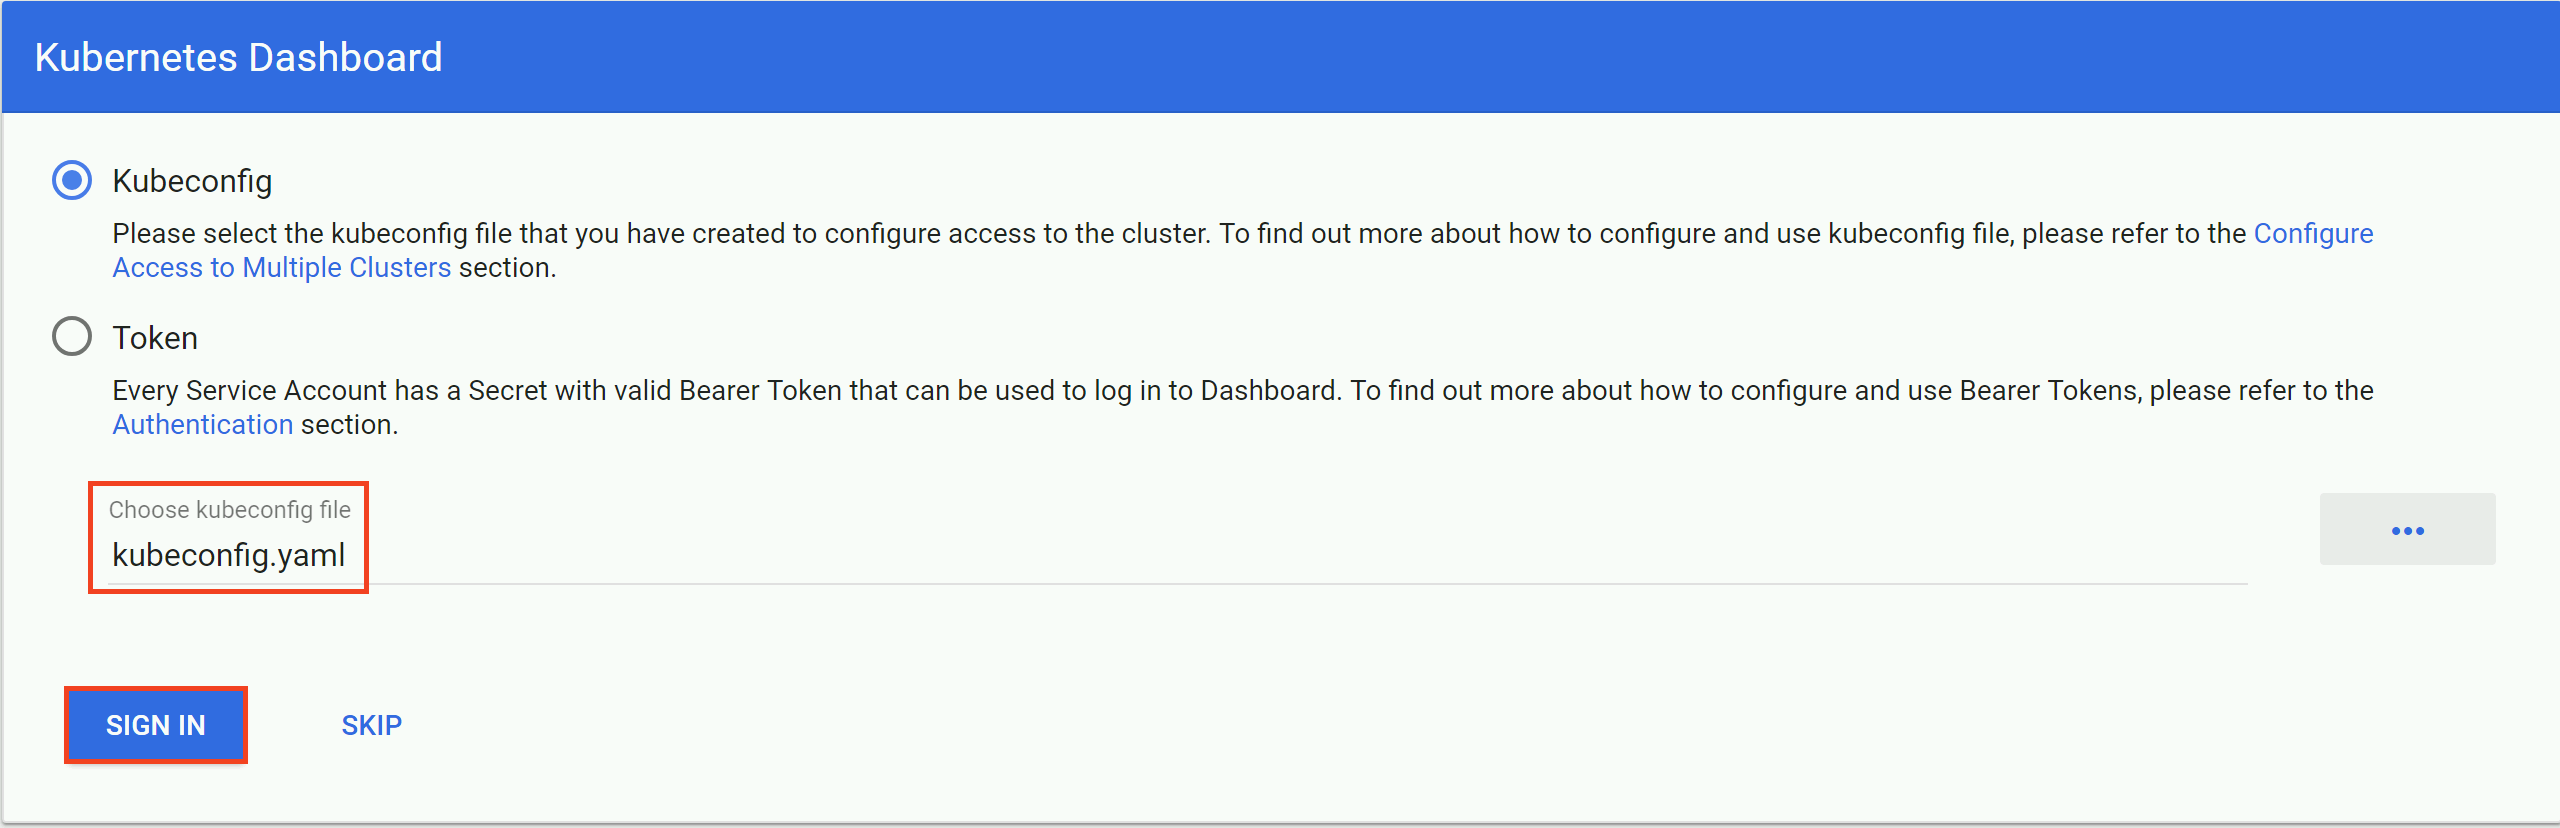 Kubernetes Dashboard
Kubeconfig
Please select the kubeconfig file that you have created to configure access to the cluster. To find out more about how to configure and use kubeconfig file, please refer to the Configure
Access to Multiple Clusters section.
Token
Every Service Account has a Secret with valid Bearer Token that can be used to log in to Dashboard. To find out more about how to configure and use Bearer Tokens, please refer to the
Authentication section.
Choose kubeconfig file
kubeconfig.yaml
SIGN IN SKIP